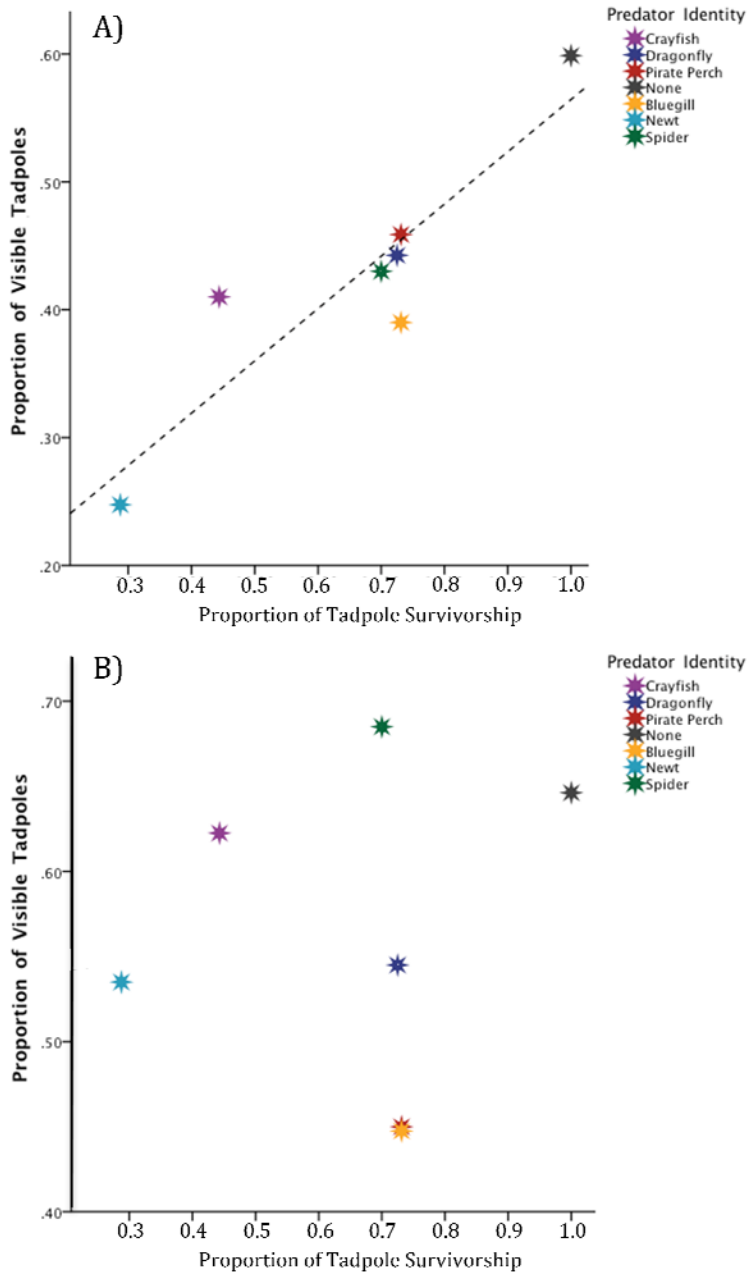 A)
Predator Identity
Crayfish
Dragonfly
Pirate Perch
None
Bluegill
Newt
Spider
Proportion of Visible Tadpoles
.60
.50
.40
.30
.20
0.3 0.4 0.5 0.6 0.7 0.8 0.9 1.0
Proportion of Tadpole Survivorship
B)
Predator Identity
Crayfish
Dragonfly
Pirate Perch
None
Bluegill
Newt
Spider
Proportion of Visible Tadpoles
.70
.60
.50
.40
0.3 0.4 0.5 0.6 0.7 0.8 0.9 1.0
Proportion of Tadpole Survivorship